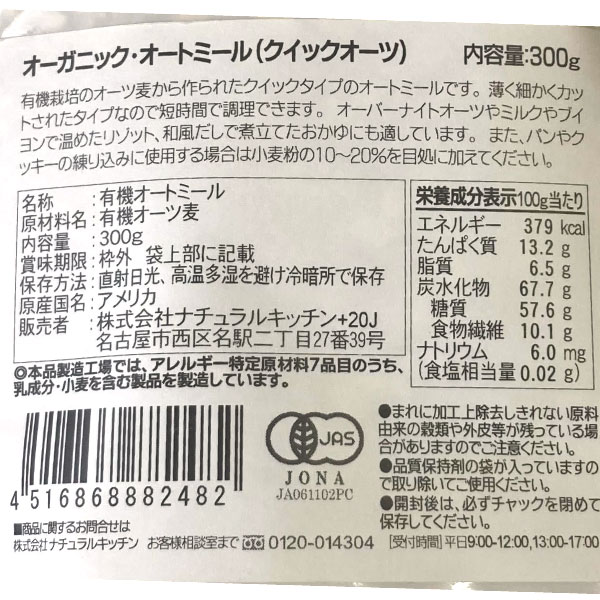 オーガニック・オートミール(クイックオーツ) 内容量:300g
有機栽培のオーツ麦から作られたクイックタイプのオートミールです。薄く細かくカッ
トされたタイプなので短時間で調理できます。オーバーナイトオーツやミルクやブイ
ヨンで温めたリゾット、和風だしで煮立てたおかゆにも適しています。また、パンやク
ッキーの練り込みに使用する場合は小麦粉の10〜20%を目処に加えてください。
名称 :有機オートミール
原材料名:有機オーツ麦
内容量 :300g
賞味期限:枠外 袋上部に記載
保存方法:直射日光、高温多湿を避け冷暗所で保存
原産国名:アメリカ
販売者 :株式会社ナチュラルキッチン+20J
名古屋市西区名駅二丁目27番39号
栄養成分表示100g当たり
エネルギー 379 kcal
たんぱく質 13.2 g
脂質 6.5 g
炭水化物 67.7 g
糖質 57.6 g
食物繊維 10.1 g
ナトリウム 6.0 mg
(食塩相当量 0.02 g)
◎本品製造工場では、アレルギー特定原材料7品目のうち、
乳成分・小麦を含む製品を製造しています。
4516868882482
JAS
JONA
JA061102PC
●まれに加工上除去しきれない原料
由来の穀類や外皮等が残っている場
合がありますのでご注意ください。
●品質保持剤の袋が入っていますの
で取り除いてご使用ください。
●開封後は、必ずチャックを閉めて
保存してください。
■商品に関するお問合せは
株式会社ナチュラルキッチン お客様相談室まで 0120-014304 [受付時間]平日9:00-12:00,13:00-17:00